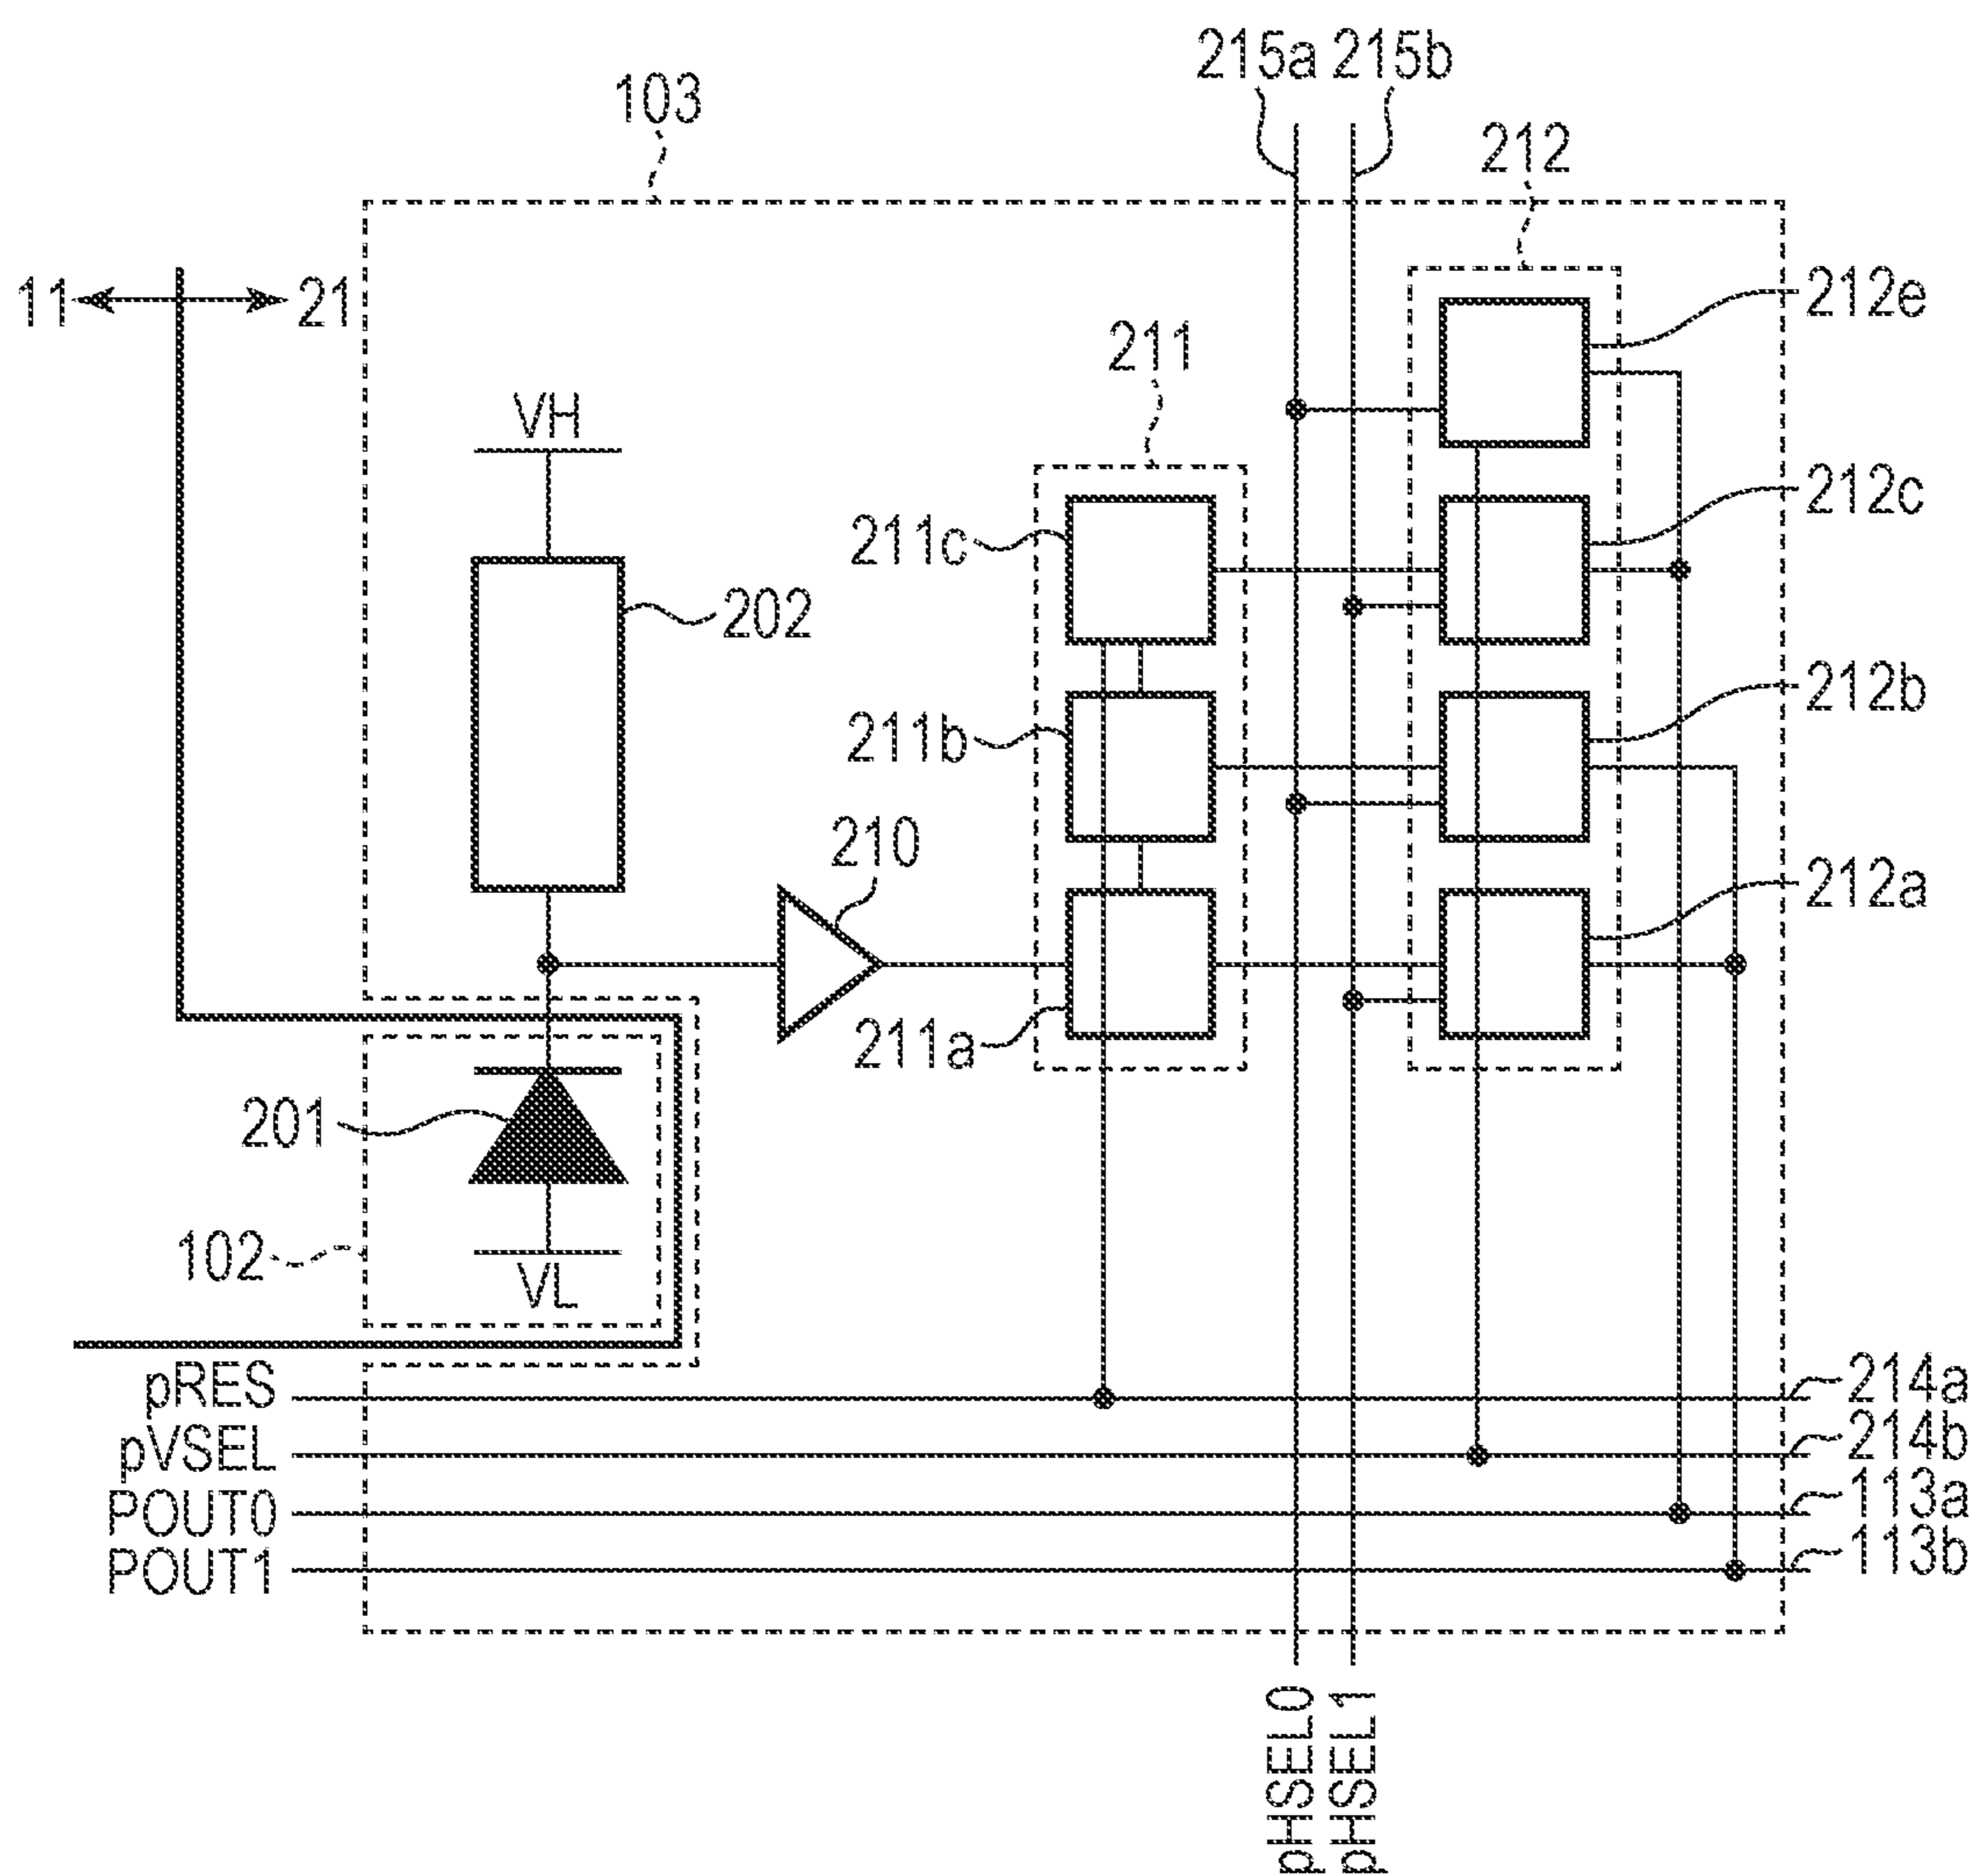 215a 215b
103
212
11 21
212e
211
VH
212c
211c
202
212b
211b
210
212a
211a
201
102
VL
pRES
214a
pVSEL
214b
POUT0
113a
POUT1
113b
pHSEL0
pHSEL1